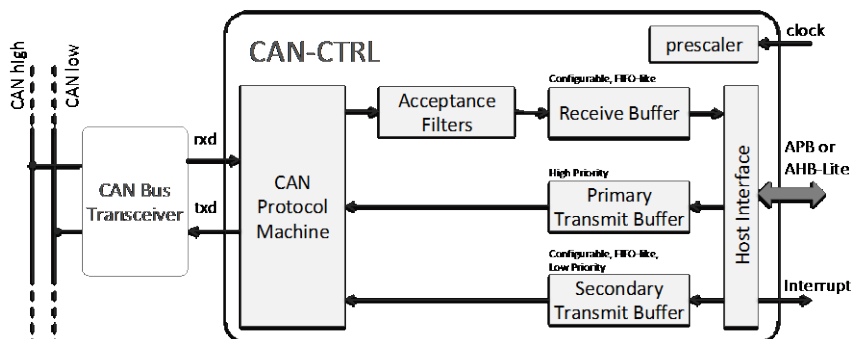 CAN high
CAN low
CAN-CTRL
clock
prescaler
Configurable, FIFO-like
Acceptance
Filters
Receive Buffer
rxd
APB or
AHB-Lite
CAN Bus
Transceiver
CAN
Protocol
Machine
High Priority
Primary
Transmit Buffer
Host Interface
txd
Configurable, FIFO-like,
Low Priority
Secondary
Transmit Buffer
Interrupt